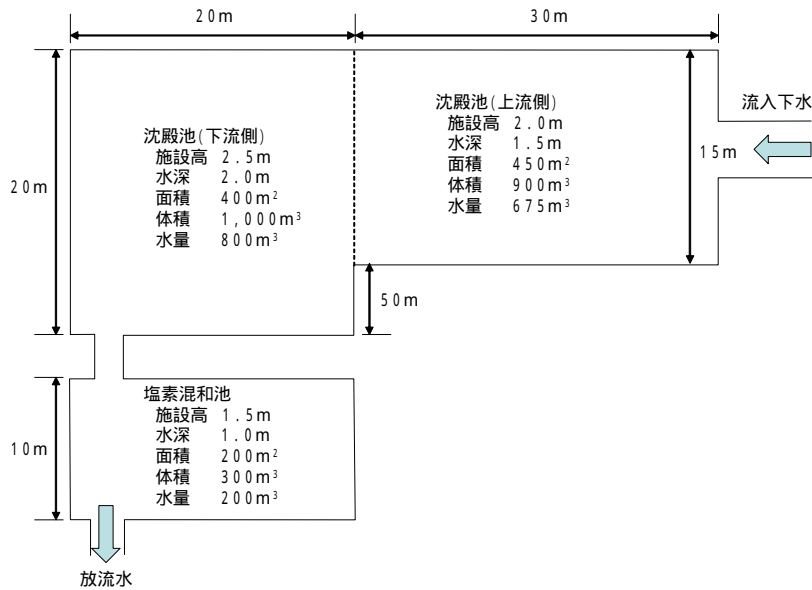 20m
30m
沈殿池(上流側)
施設高 2.0m
水深 1.5m
面積 450m²
体積 900m³
水量 675m³
流入下水
15m
沈殿池(下流側)
施設高 2.5m
水深 2.0m
面積 400m²
体積 1,000m³
水量 800m³
20m
50m
塩素混和池
施設高 1.5m
水深 1.0m
面積 200m²
体積 300m³
水量 200m³
10m
放流水